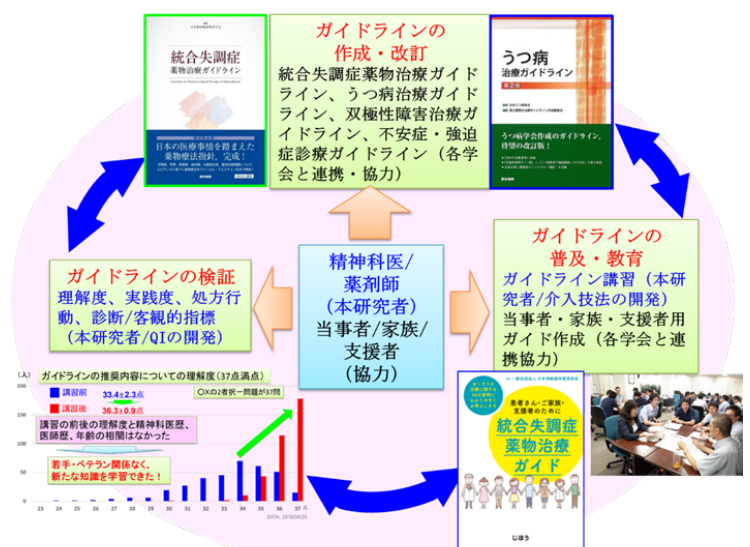 統合失調症
薬物治療ガイドライン
日本の医療事情を踏まえた
薬物療法指針、完成!
医学書院
ガイドラインの
作成・改訂
統合失調症薬物治療ガイド
ライン、うつ病治療ガイド
ライン、双極性障害治療ガ
イドライン、不安症・強迫
症診療ガイドライン(各学
会と連携・協力)
うつ病
治療ガイドライン
第2版
うつ病学会作成のガイドライン、
待望の改訂版!
医学書院
ガイドラインの検証
理解度、実践度、処方行
動、診断/客観的指標
(本研究者/QIの開発)
精神科医/
薬剤師
(本研究者)
当事者/家族/
支援者
(協力)
ガイドラインの
普及・教育
ガイドライン講習(本研
究者/介入技法の開発)
当事者・家族・支援者用
ガイド作成(各学会と連
携協力)
ガイドラインの推奨内容についての理解度(37点満点)
(人)
200
講習前 33.4±2.3点
講習後 36.3±0.9点
〇Xの2者択一問題が37問
講習の前後の理解度と精神科医歴、
医師歴、年齢の相関はなかった
若手・ベテラン関係なく、
新たな知識を学習できた!
150
100
50
0
23 24 25 26 27 28 29 30 31 32 33 34 35 36 37 点
患者さん・ご家族・
支援者のために
統合失調症
薬物治療
ガイド
じほう